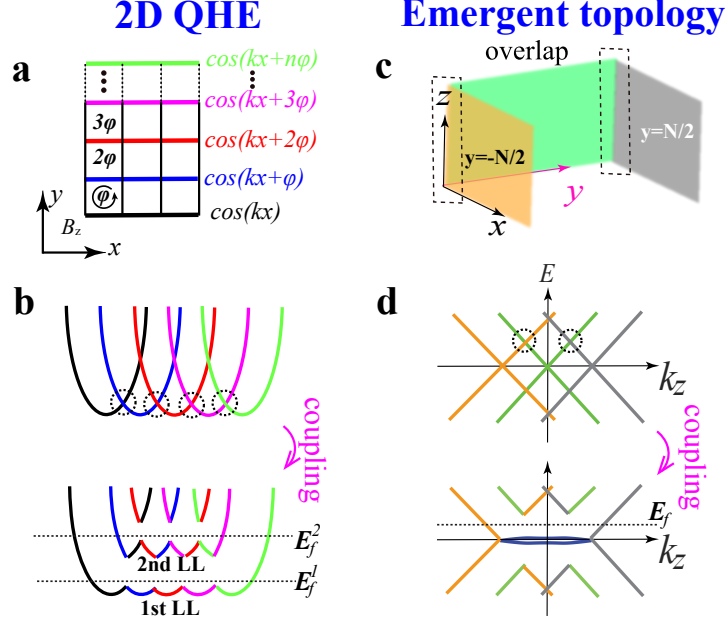 2D QHE
Emergent topology
a
cos(kx+nφ)
⋮ ⋮
cos(kx+3φ)
3φ
cos(kx+2φ)
2φ
cos(kx+φ)
φ
cos(kx)
y
B_z
x
c
overlap
z
y=N/2
y=-N/2
y
x
b
coupling
E_f^2
2nd LL
E_f^1
1st LL
d
E
k_z
coupling
E_f
k_z